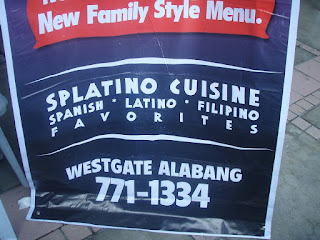 New Family Style Menu.
SPLATINO CUISINE
SPANISH * LATINO * FILIPINO
FAVORITES
WESTGATE ALABANG
771-1334